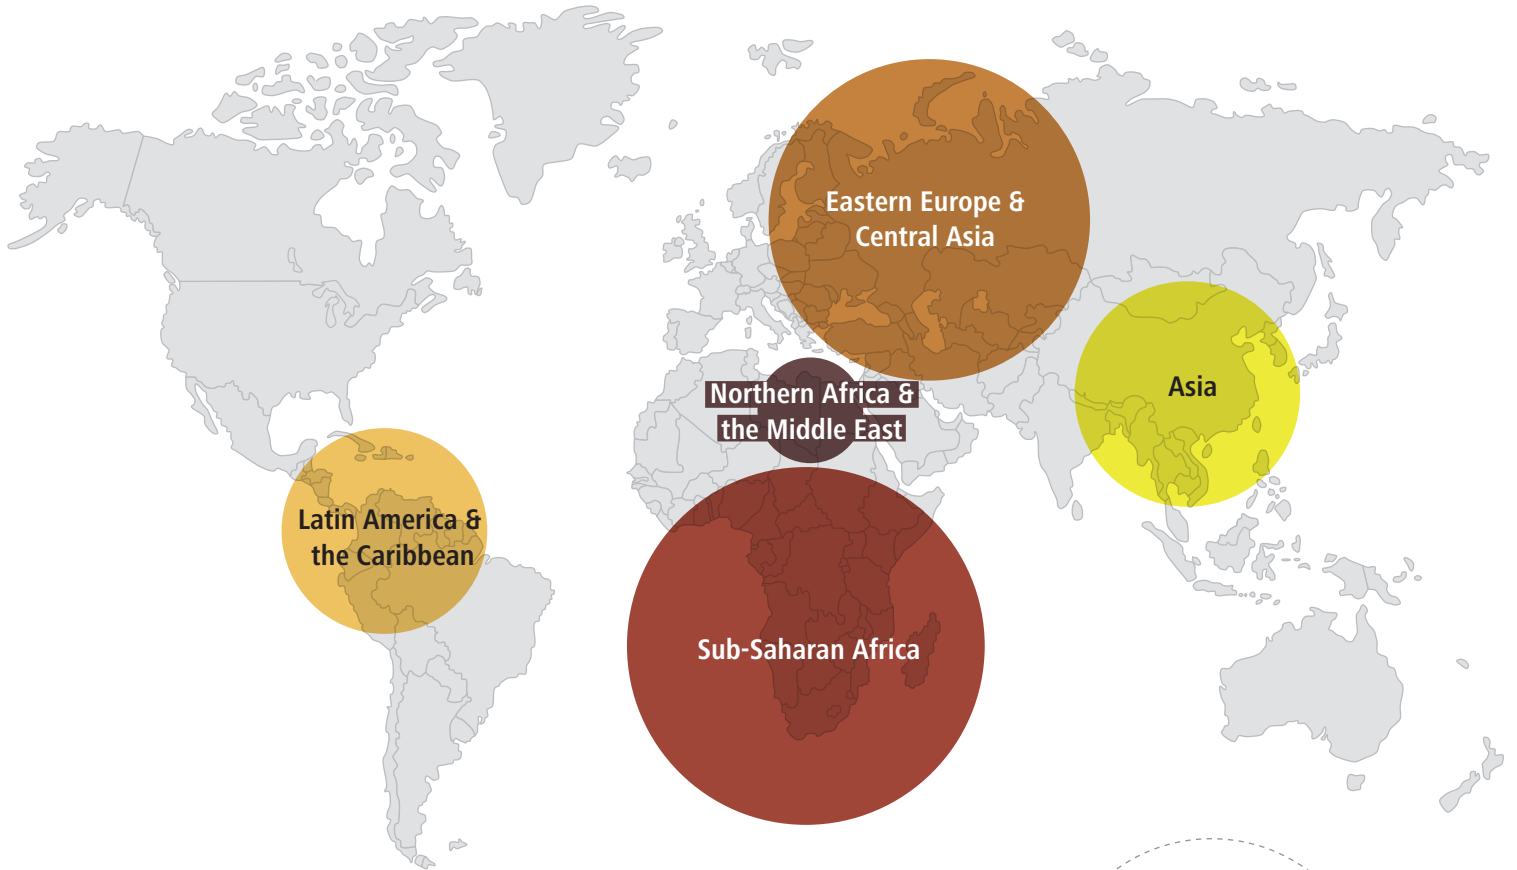 Eastern Europe &
Central Asia
Asia
Northern Africa &
the Middle East
Latin America &
the Caribbean
Sub-Saharan Africa